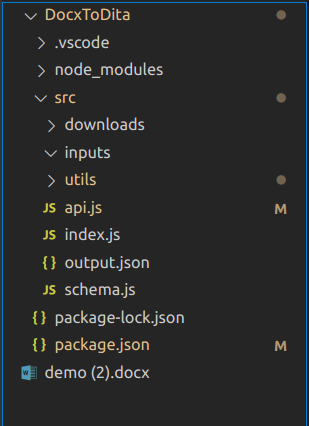 DocxToDita
.vscode
node_modules
src
downloads
inputs
utils
JS api.js M
JS index.js
{ } output.json
JS schema.js
{ } package-lock.json
{ } package.json M
demo (2).docx